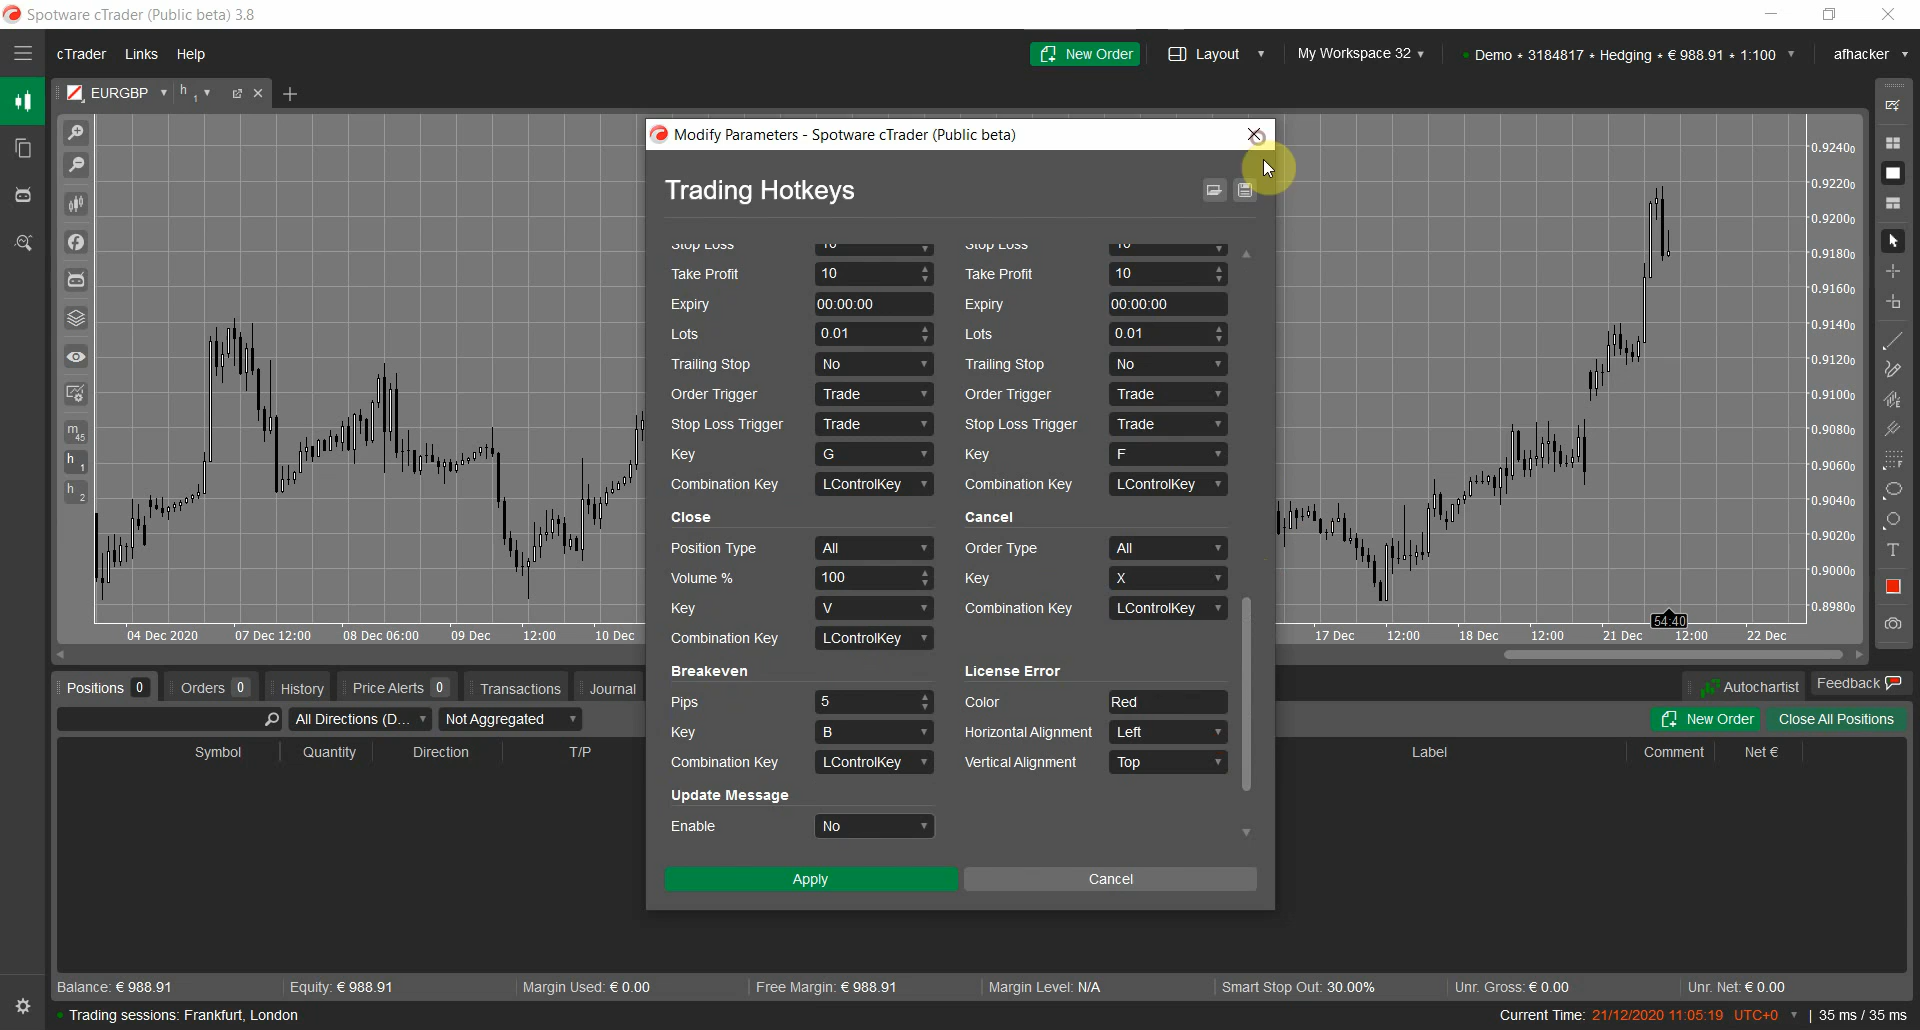 Spotware cTrader (Public beta) 3.8
cTrader Links Help
New Order Layout My Workspace 32 Demo • 3184817 • Hedging • € 988.91 • 1:100 afhacker
EURGBP h 1
Modify Parameters - Spotware cTrader (Public beta)
Trading Hotkeys
Stop Loss 10 Stop Loss 10
Take Profit 10 Take Profit 10
Expiry 00:00:00 Expiry 00:00:00
Lots 0.01 Lots 0.01
Trailing Stop No Trailing Stop No
Order Trigger Trade Order Trigger Trade
Stop Loss Trigger Trade Stop Loss Trigger Trade
Key G Key F
Combination Key LControlKey Combination Key LControlKey
Close Cancel
Position Type All Order Type All
Volume % 100 Key X
Key V Combination Key LControlKey
Combination Key LControlKey
Breakeven License Error
Pips 5 Color Red
Key B Horizontal Alignment Left
Combination Key LControlKey Vertical Alignment Top
Update Message
Enable No
Apply Cancel
m 45
h 1
h 2
0.92400
0.92200
0.92000
0.91800
0.91600
0.91400
0.91200
0.91000
0.90800
0.90600
0.90400
0.90200
0.90000
0.89800
54:40
T
04 Dec 2020 07 Dec 12:00 08 Dec 06:00 09 Dec 12:00 10 Dec 17 Dec 12:00 18 Dec 12:00 21 Dec 12:00 22 Dec
Positions 0 Orders 0 History Price Alerts 0 Transactions Journal Autochartist Feedback
All Directions (D... Not Aggregated New Order Close All Positions
Symbol Quantity Direction T/P Label Comment Net €
Balance: € 988.91 Equity: € 988.91 Margin Used: € 0.00 Free Margin: € 988.91 Margin Level: N/A Smart Stop Out: 30.00% Unr. Gross: € 0.00 Unr. Net: € 0.00
Trading sessions: Frankfurt, London Current Time: 21/12/2020 11:05:19 UTC+0 | 35 ms / 35 ms